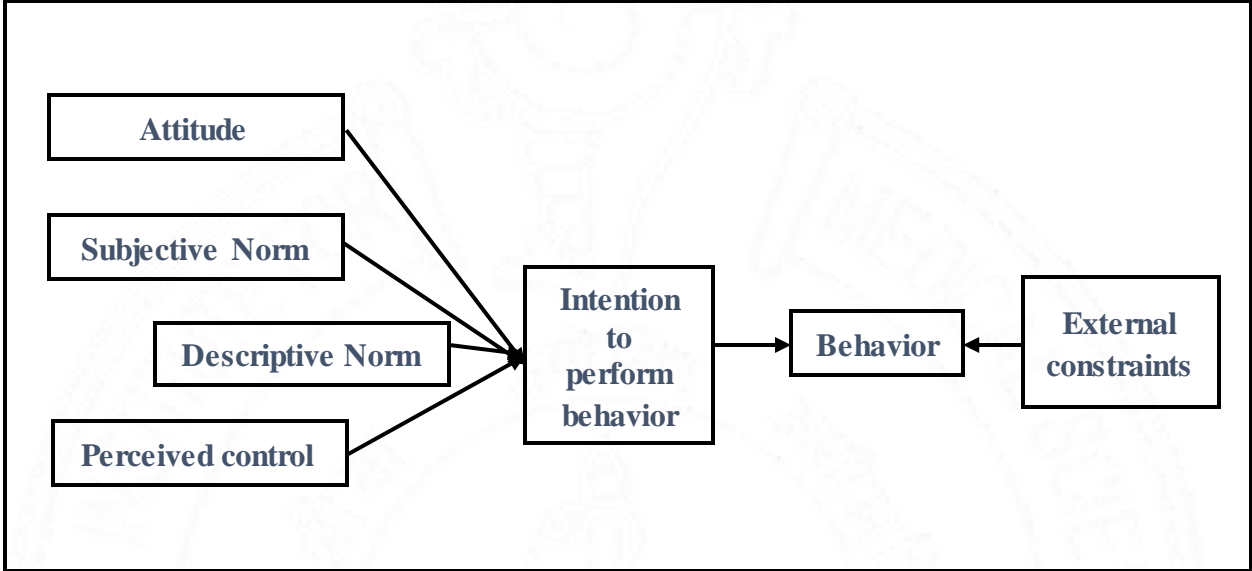 Attitude
Subjective Norm
Descriptive Norm
Perceived control
Intention
to
perform
behavior
Behavior
External
constraints